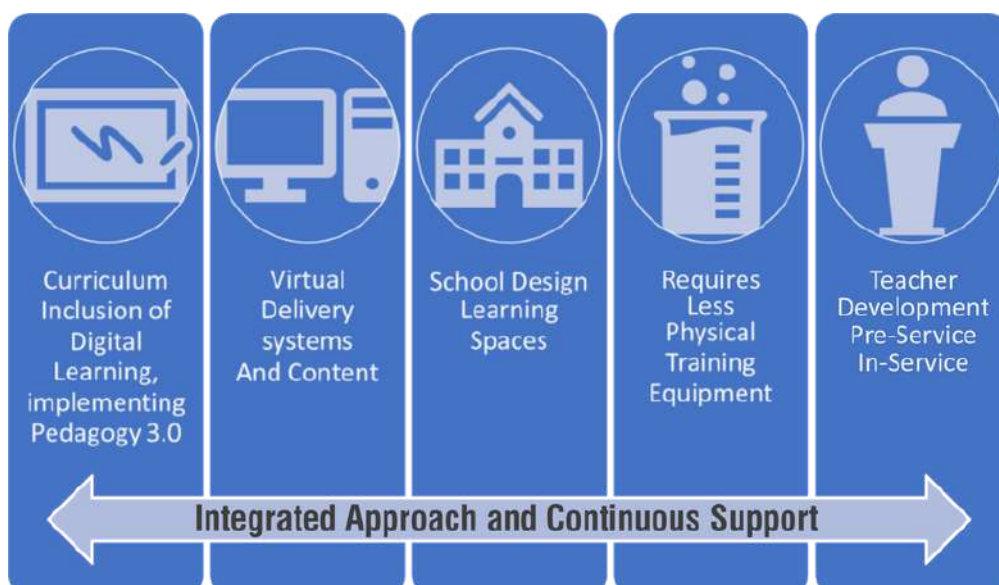 Curriculum
Inclusion of
Digital
Learning,
implementing
Pedagogy 3.0
Virtual
Delivery
systems
And Content
School Design
Learning
Spaces
Requires
Less
Physical
Training
Equipment
Teacher
Development
Pre-Service
In-Service
Integrated Approach and Continuous Support